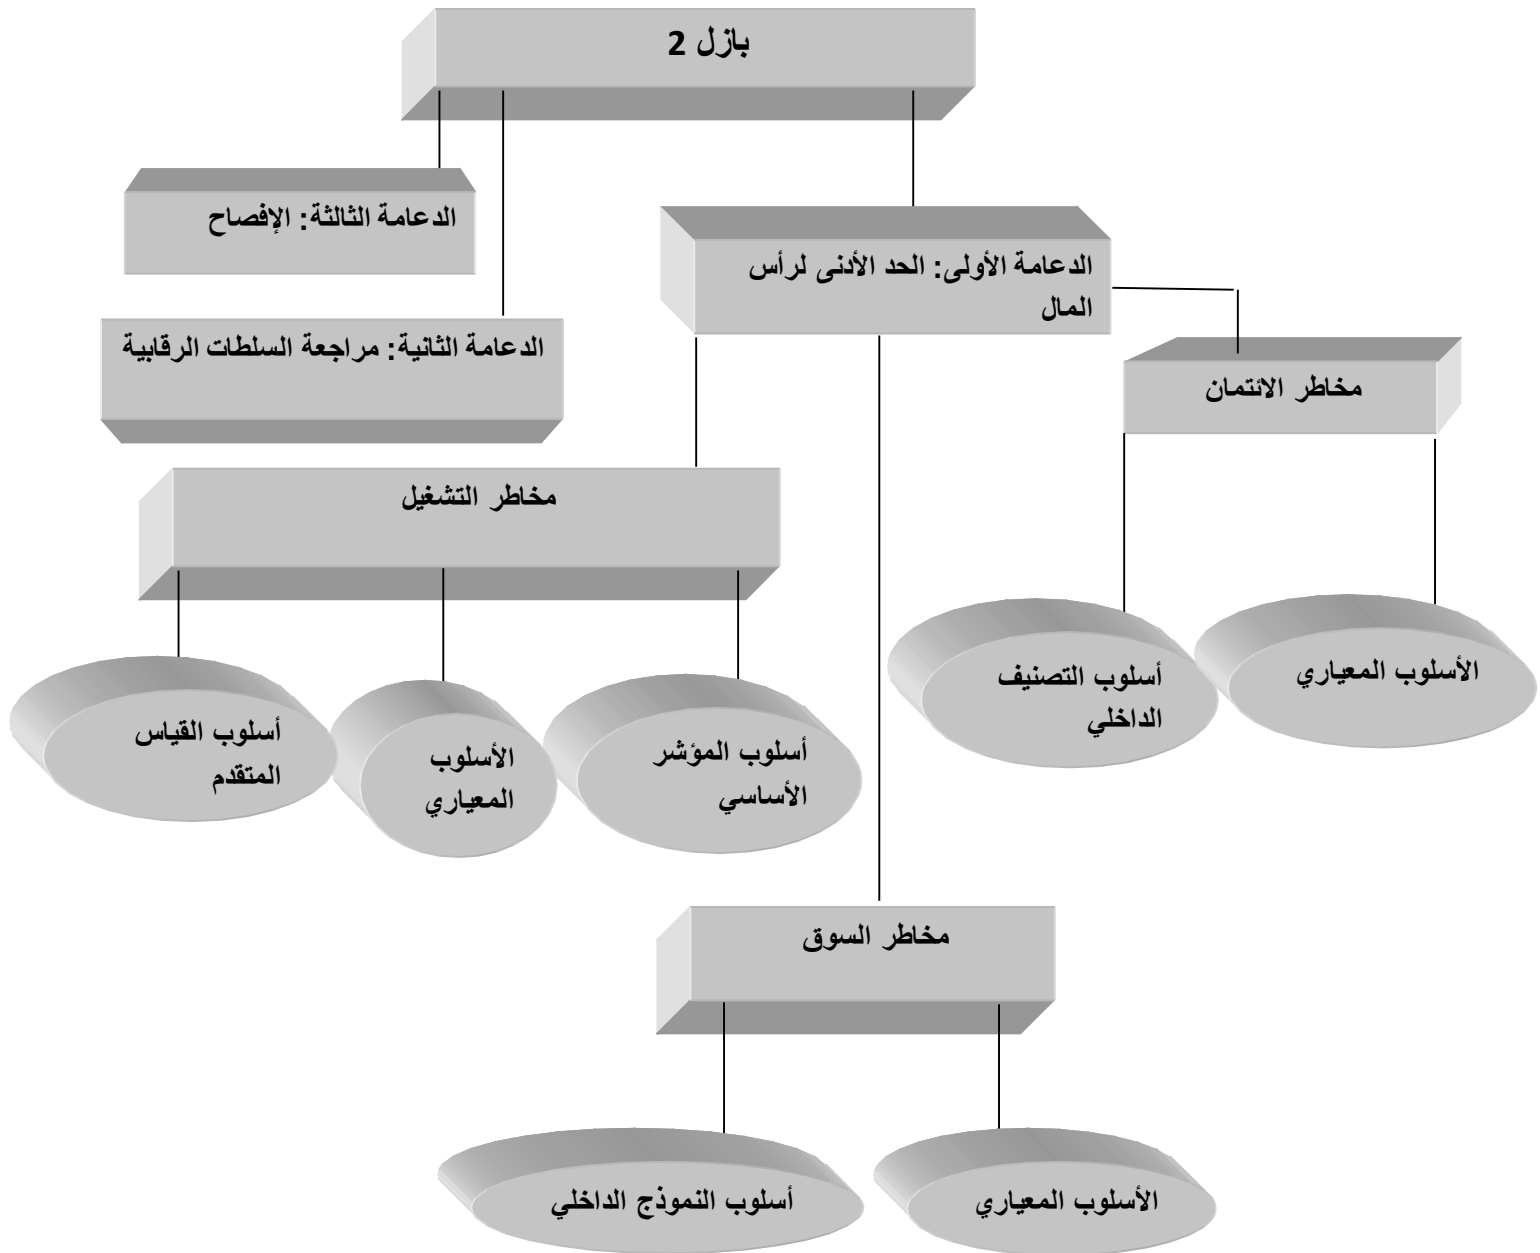 بازل 2
الدعامة الثالثة: الإفصاح
الدعامة الأولى: الحد الأدنى لرأس
المال
الدعامة الثانية: مراجعة السلطات الرقابية
مخاطر الائتمان
مخاطر التشغيل
الأسلوب المعياري
أسلوب التصنيف
الداخلي
أسلوب المؤشر
الأساسي
الأسلوب
المعياري
أسلوب القياس
المتقدم
مخاطر السوق
الأسلوب المعياري
أسلوب النموذج الداخلي